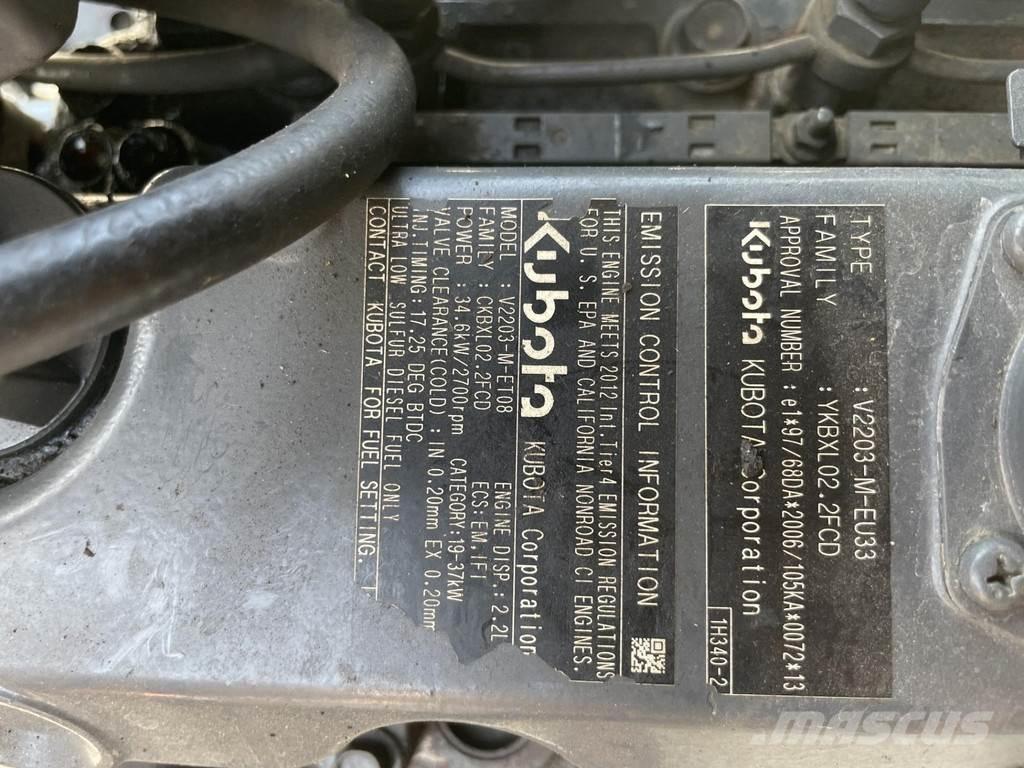 TYPE : V2203-M-EU33
FAMILY : YKBXL02.2FCD
APPROVAL NUMBER : e1*97/68DA*2006/105KA*0072*13
Kubota KUBOTA Corporation
1H340-2
EMISSION CONTROL INFORMATION
THIS ENGINE MEETS 2012 Int.Tier4 EMISSION REGULATIONS
FOR U. S. EPA AND CALIFORNIA NONROAD CI ENGINES.
Kubota KUBOTA Corporation
MODEL : V2203-M-ET08 ENGINE DISP.: 2.2L
FAMILY : CKBXL02.2FCD ECS:EM,IFI
POWER : 34.6kW/2700rpm CATEGORY:19-37kW
VALVE CLEARANCE(COLD) : IN 0.20mm EX 0.20mm
INJ.TIMING:17.25 DEG BTDC
ULTRA LOW SULFUR DIESEL FUEL ONLY
CONTACT KUBOTA FOR FUEL SETTING.
mascus